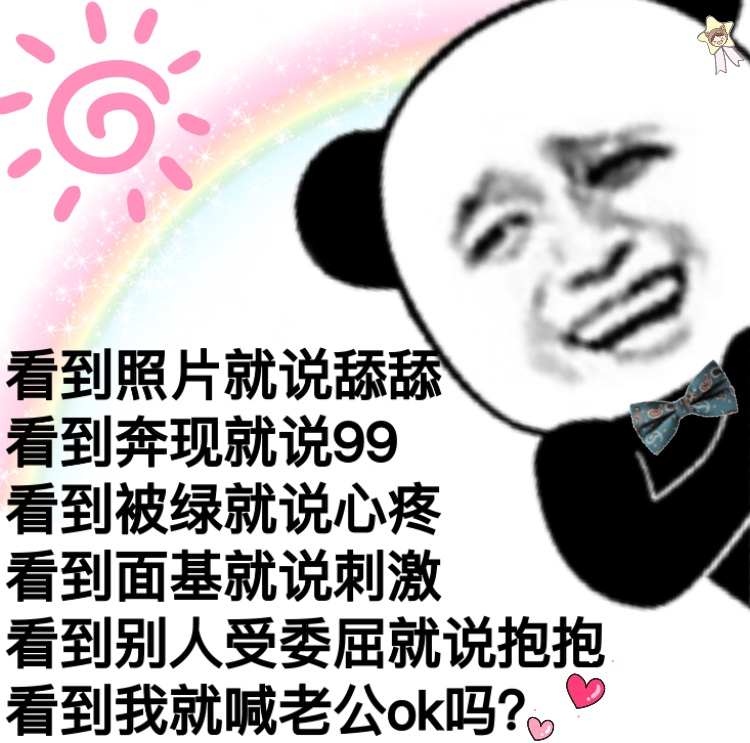 看到照片就说舔舔
看到奔现就说99
看到被绿就说心疼
看到面基就说刺激
看到别人受委屈就说抱抱
看到我就喊老公ok吗?